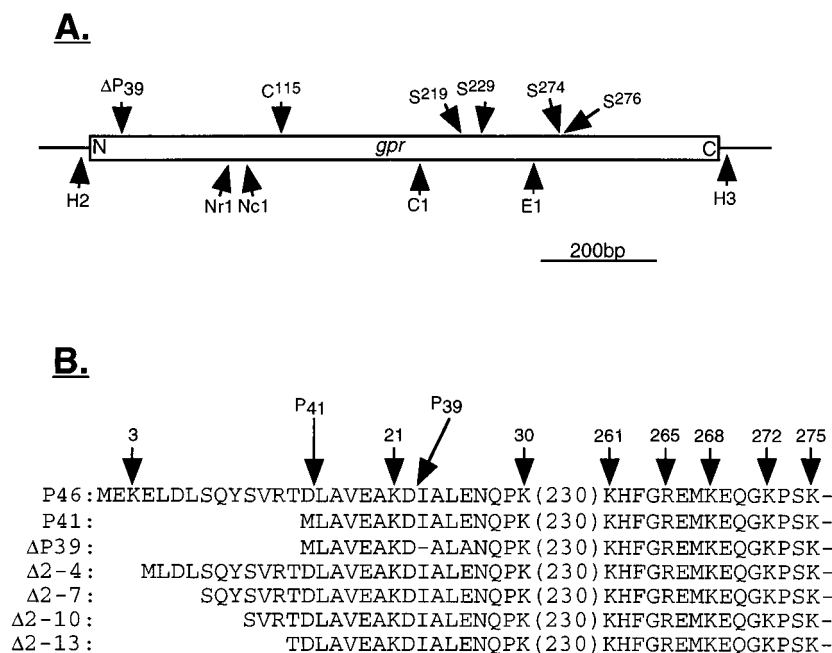 A.
ΔP39 C115 S219 S229 S274 S276
N gpr C
H2 Nr1 Nc1 C1 E1 H3
200bp
B.
3 P41 21 P39 30 261 265 268 272 275
P46: MEKELDLSQYSVRTDLAVEAKDIALENQPK(230)KHFGREMKEQGKPSK-
P41: MLAVEAKDIALENQPK(230)KHFGREMKEQGKPSK-
ΔP39: MLAVEAKD-ALANQPK(230)KHFGREMKEQGKPSK-
Δ2-4: MLDLSQYSVRTDLAVEAKDIALENQPK(230)KHFGREMKEQGKPSK-
Δ2-7: SQYSVRTDLAVEAKDIALENQPK(230)KHFGREMKEQGKPSK-
Δ2-10: SVRTDLAVEAKDIALENQPK(230)KHFGREMKEQGKPSK-
Δ2-13: TDLAVEAKDIALENQPK(230)KHFGREMKEQGKPSK-